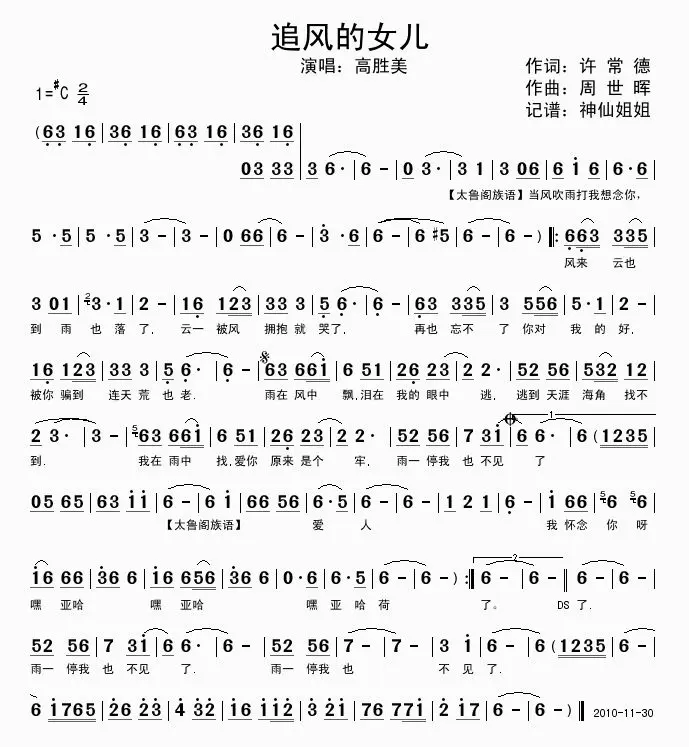 追风的女儿
演唱：高胜美
作词：许 常 德
作曲：周 世 晖
记谱：神仙姐姐
1=#C 2/4
(63 16 | 36 16 | 63 16 | 36 16 |
03 33 | 3 6· | 6 - | 03 3· | 3 1 | 3 06 | 6 1 6 | 6·6 |
【太鲁阁族语】当风吹雨打我想念你，
5 5·5 | 5 5·5 | 3 - | 3 - | 0 66 | 6 - | 3·6 | 6 - | 6 #5 | 6 - | 6 - ) ‖: 663 335 |
风来 云也
3 01 | 2 3·1 | 2 - | 16 123 | 33 3 | 5 6· | 6 - | 63 335 | 3 556 | 5·1 | 2 - |
到 雨 也 落了， 云一 被风 拥抱就 哭了， 再也 忘不 了 你对 我 的 好，
16 123 | 33 3 | 5 6· | 6 - | 𝄋 63 661 | 6 51 | 26 23 | 2 2· | 52 56 | 532 12 |
被你 骗到 连天 荒 也 老. 雨在 风中 飘,泪在 我的 眼中 逃, 逃到 天涯 海角 找不
2 3· | 3 - | 5 63 661 | 6 51 | 26 23 | 2 2· | 52 56 | 7 31 | 1 6 6· | 6 (1235 |
到. 我在 雨中 找,爱你 原来 是个 牢, 雨一 停我 也 不见 了
05 65 | 63 11 | 6 - | 6 - | 66 56 | 6·5 | 6 - | 6 - | 1 2 1 | 6 - | 1 66 | 5 6 5 6 |
【太鲁阁族语】 爱 人 我 怀念 你 呀
16 66 | 36 6 | 16 656 | 36 6 | 0·6 | 6·5 | 6 - | 6 - ) :‖ 2 6 - | 6 - ‖ 6 - | 6 - |
嘿 亚哈 嘿 亚哈 嘿 亚 哈 荷 了。 DS 了.
52 56 | 7 31 | 6 6· | 6 - | 52 56 | 7 - | 31 6 | 6 - | 6 - | 6 (1235 |
雨一 停我 也 不见 了. 雨一 停我 也 不 见 了.
6 1765 | 26 23 | 4 32 | 16 112 | 3 21 | 76 771 | 2 17 | 6 - | 6 - ) ‖ 2010-11-30